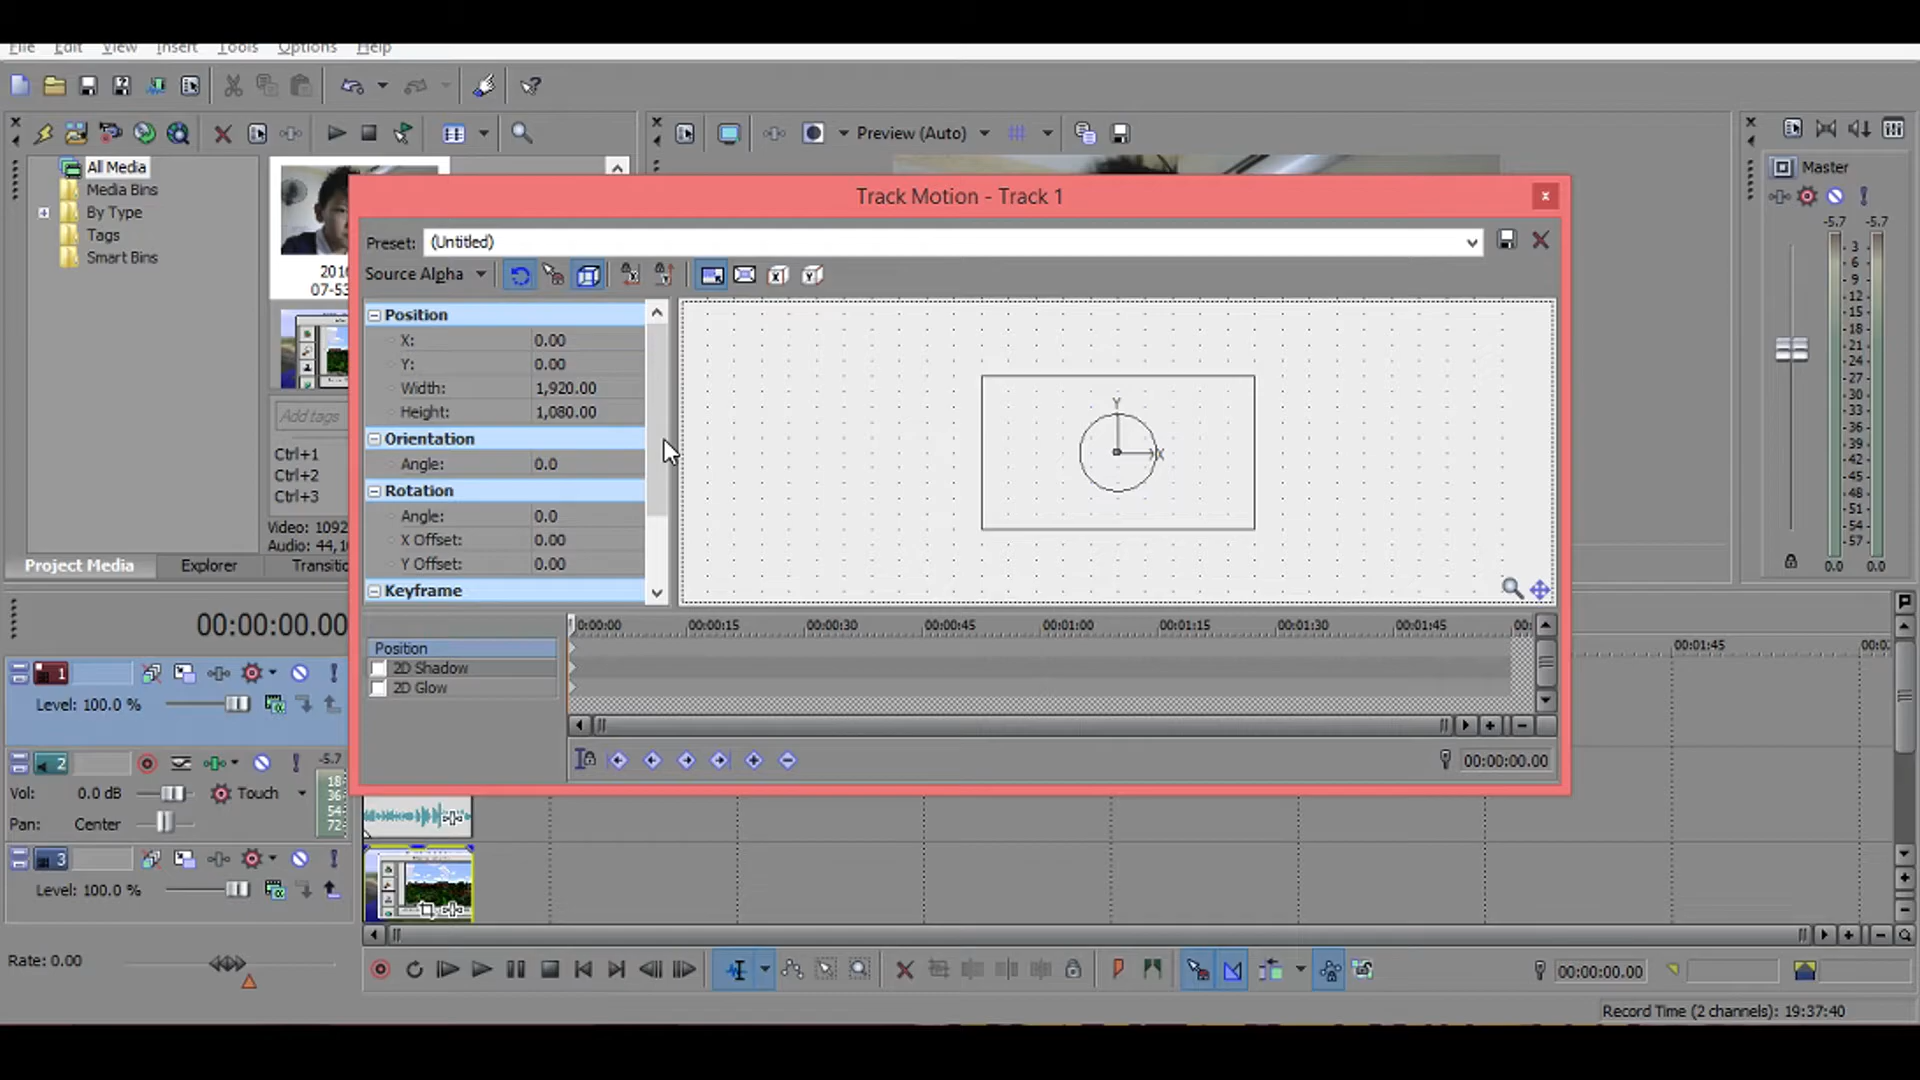 File Edit View Insert Tools Options Help
Preview (Auto)
All Media
Media Bins
By Type
Tags
Smart Bins
Master
-5.7 -5.7
3
6
9
12
15
18
21
24
27
30
33
36
39
42
45
48
51
54
57
0.0 0.0
Add tags
Ctrl+1
Ctrl+2
Ctrl+3
Project Media Explorer
Track Motion - Track 1
x
Preset: (Untitled)
Source Alpha
Position
X: 0.00
Y: 0.00
Width: 1,920.00
Height: 1,080.00
Orientation
Angle: 0.0
Rotation
Angle: 0.0
X Offset: 0.00
Y Offset: 0.00
Keyframe
Y
X
0:00:00 00:00:15 00:00:30 00:00:45 00:01:00 00:01:15 00:01:30 00:01:45
Position
2D Shadow
2D Glow
00:00:00.00
00:00:00.00
00:01:45
1
Level: 100.0 %
2
-5.7
Vol: 0.0 dB Touch
Pan: Center
18
36
54
72
3
Level: 100.0 %
Rate: 0.00
00:00:00.00
Record Time (2 channels): 19:37:40